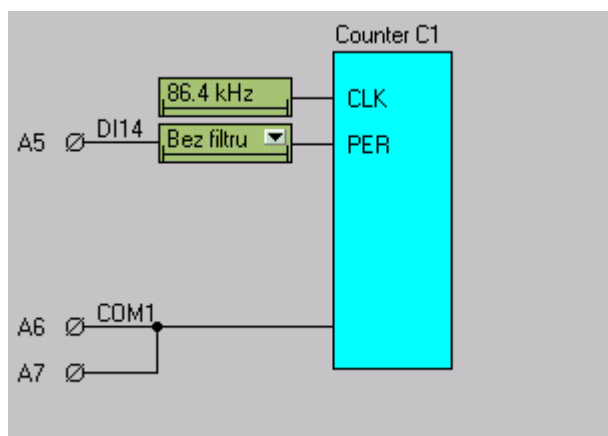 Counter C1
86.4 kHz
CLK
A5 DI14 Bez filtru PER
A6 COM1
A7